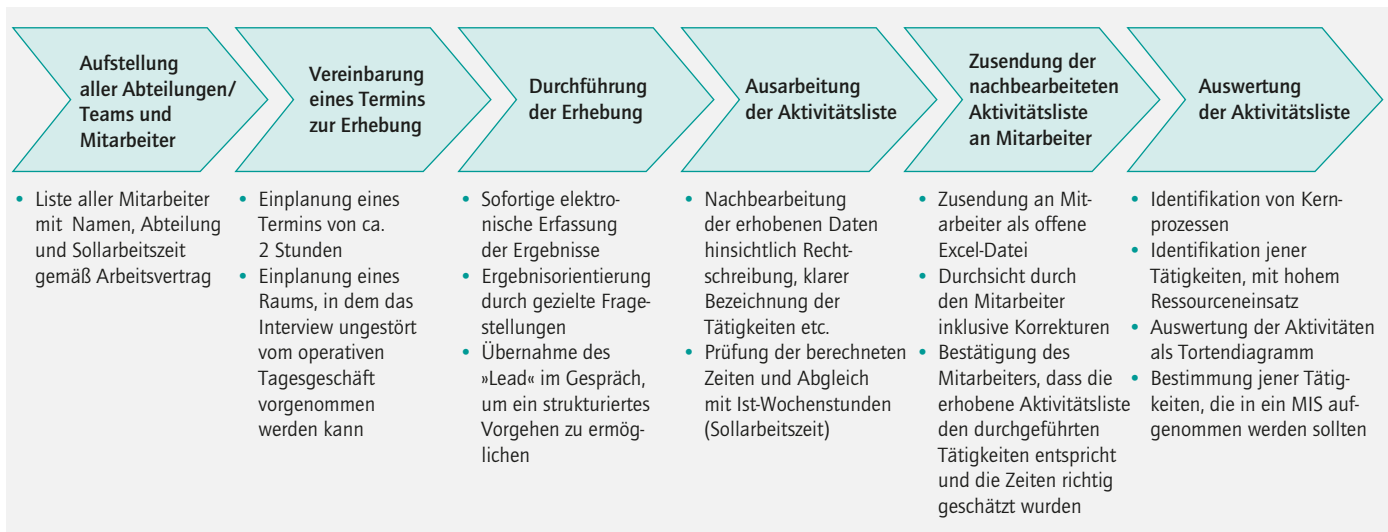 Aufstellung
aller Abteilungen/
Teams und
Mitarbeiter
Vereinbarung
eines Termins
zur Erhebung
Durchführung
der Erhebung
Ausarbeitung
der Aktivitätsliste
Zusendung der
nachbearbeiteten
Aktivitätsliste
an Mitarbeiter
Auswertung
der Aktivitätsliste
• Liste aller Mitarbeiter
mit Namen, Abteilung
und Sollarbeitszeit
gemäß Arbeitsvertrag
• Einplanung eines
Termins von ca.
2 Stunden
• Einplanung eines
Raums, in dem das
Interview ungestört
vom operativen
Tagesgeschäft
vorgenommen
werden kann
• Sofortige elektro-
nische Erfassung
der Ergebnisse
• Ergebnisorientierung
durch gezielte Frage-
stellungen
• Übernahme des
»Lead« im Gespräch,
um ein strukturiertes
Vorgehen zu ermög-
lichen
• Nachbearbeitung
der erhobenen Daten
hinsichtlich Recht-
schreibung, klarer
Bezeichnung der
Tätigkeiten etc.
• Prüfung der berechneten
Zeiten und Abgleich
mit Ist-Wochenstunden
(Sollarbeitszeit)
• Zusendung an Mit-
arbeiter als offene
Excel-Datei
• Durchsicht durch
den Mitarbeiter
inklusive Korrekturen
• Bestätigung des
Mitarbeiters, dass die
erhobene Aktivitätsliste
den durchgeführten
Tätigkeiten entspricht
und die Zeiten richtig
geschätzt wurden
• Identifikation von Kern-
prozessen
• Identifikation jener
Tätigkeiten, mit hohem
Ressourceneinsatz
• Auswertung der Aktivitäten
als Tortendiagramm
• Bestimmung jener Tätig-
keiten, die in ein MIS auf-
genommen werden sollten